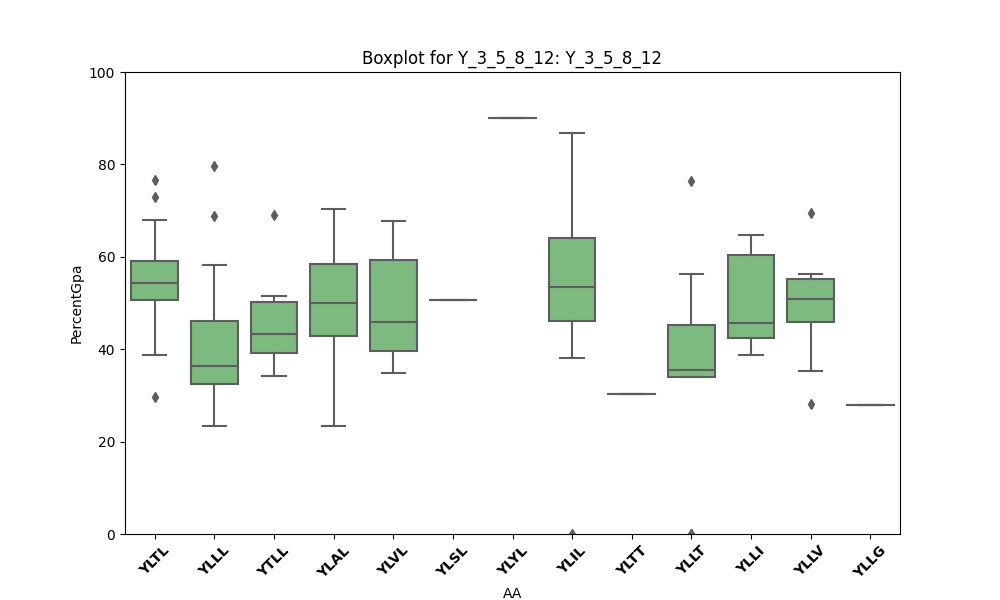 Boxplot for Y_3_5_8_12: Y_3_5_8_12
100
80
60
40
20
0
PercentGpa
YLTL YLLL YTLL YLAL YLVL YLSL YLYL YLIL YLTT YLLT YLLI YLLV YLLG
AA